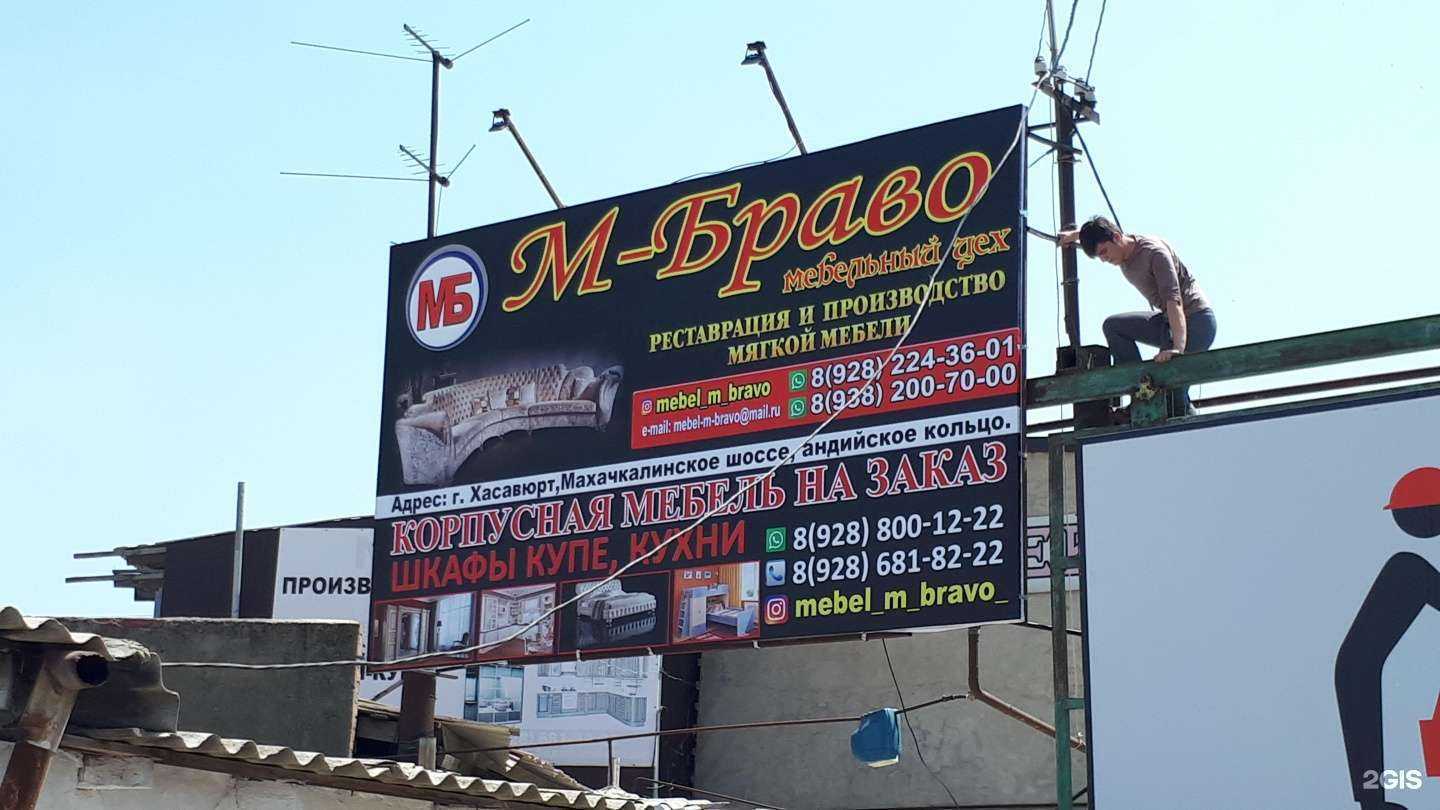 МБ
М-Браво
мебельный цех
РЕСТАВРАЦИЯ И ПРОИЗВОДСТВО
МЯГКОЙ МЕБЕЛИ
mebel_m_bravo
8(928) 224-36-01
e-mail: mebel-m-bravo@mail.ru
8(938) 200-70-00
Адрес: г. Хасавюрт,Махачкалинское шоссе, андийское кольцо.
КОРПУСНАЯ МЕБЕЛЬ НА ЗАКАЗ
ШКАФЫ КУПЕ, КУХНИ
8(928) 800-12-22
8(928) 681-82-22
mebel_m_bravo_
ПРОИЗВ
2GIS